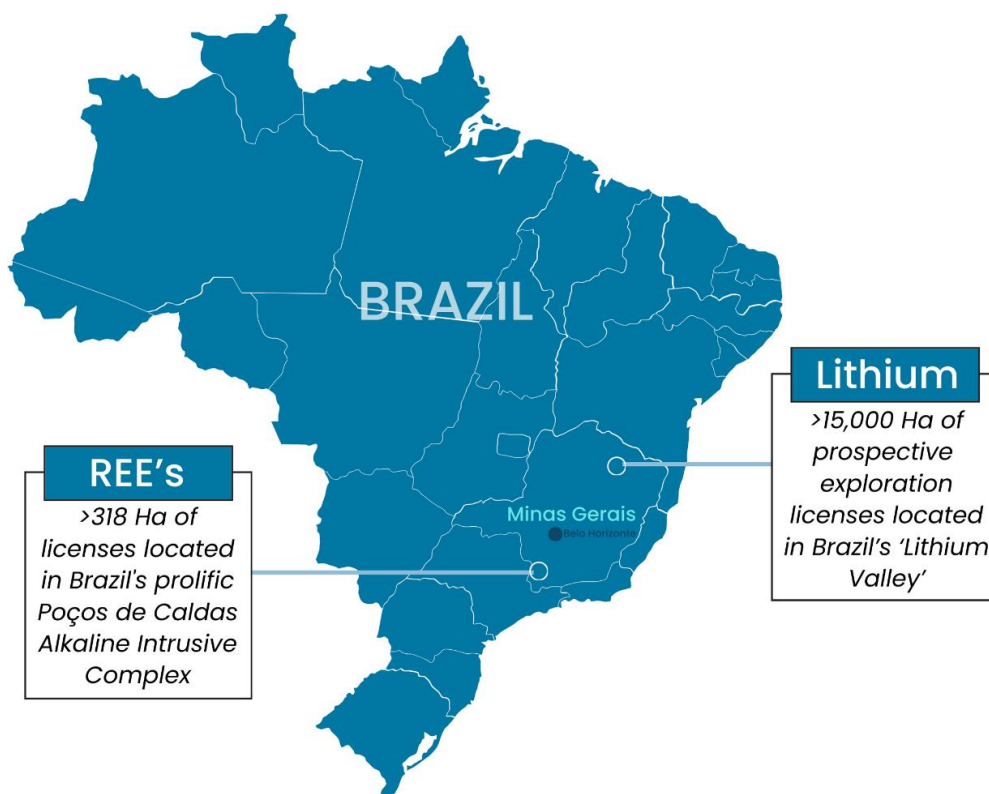 BRAZIL
Lithium
>15,000 Ha of
prospective
exploration
licenses located
in Brazil's 'Lithium
Valley'
REE's
>318 Ha of
licenses located
in Brazil's prolific
Poços de Caldas
Alkaline Intrusive
Complex
Minas Gerais
Belo Horizonte